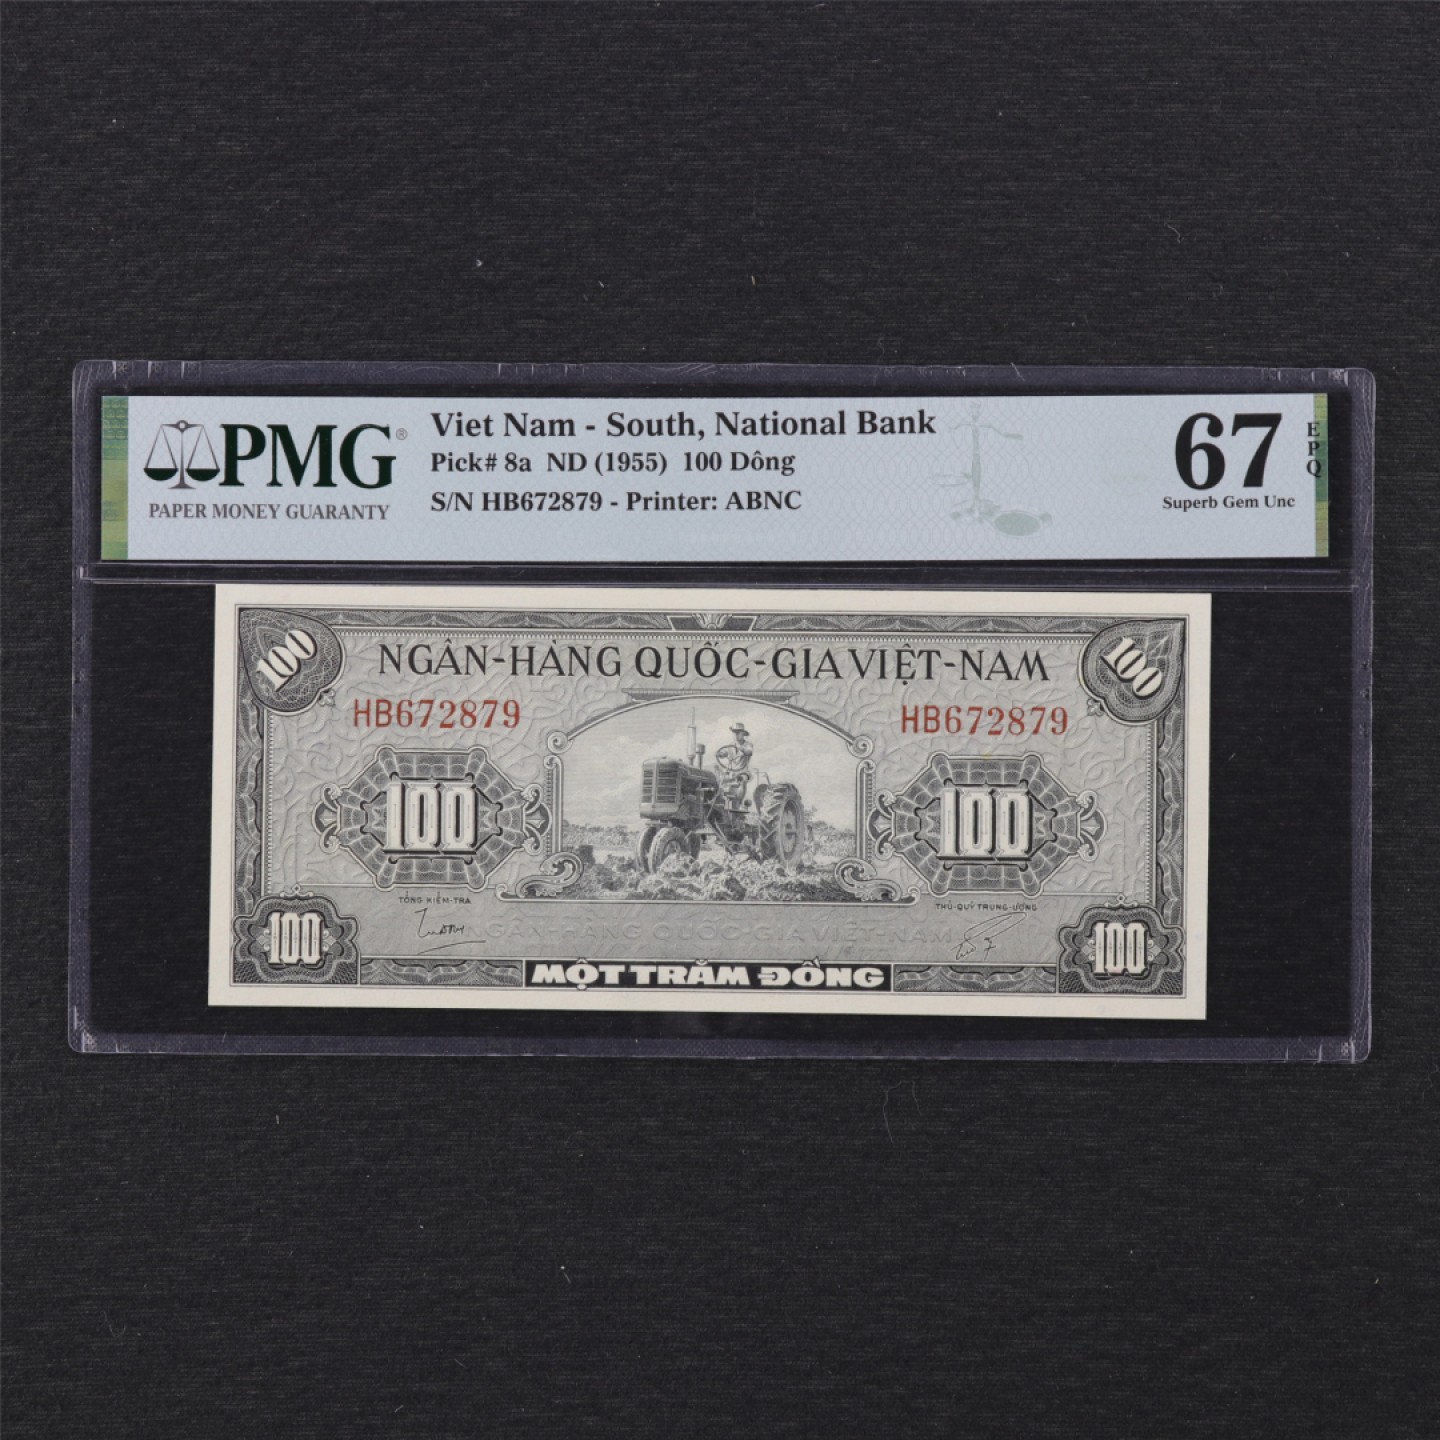 PMG®
PAPER MONEY GUARANTY
Viet Nam - South, National Bank
Pick# 8a ND (1955) 100 Dông
S/N HB672879 - Printer: ABNC
67
EPQ
Superb Gem Unc
100
100
NGÂN-HÀNG QUỐC-GIA VIỆT-NAM
HB672879
HB672879
100
100
TỔNG KIỂM-TRA
THỦ-QUỸ TRUNG-ƯƠNG
NGÂN-HÀNG QUỐC-GIA VIỆT-NAM
100
100
MỘT TRĂM ĐỒNG